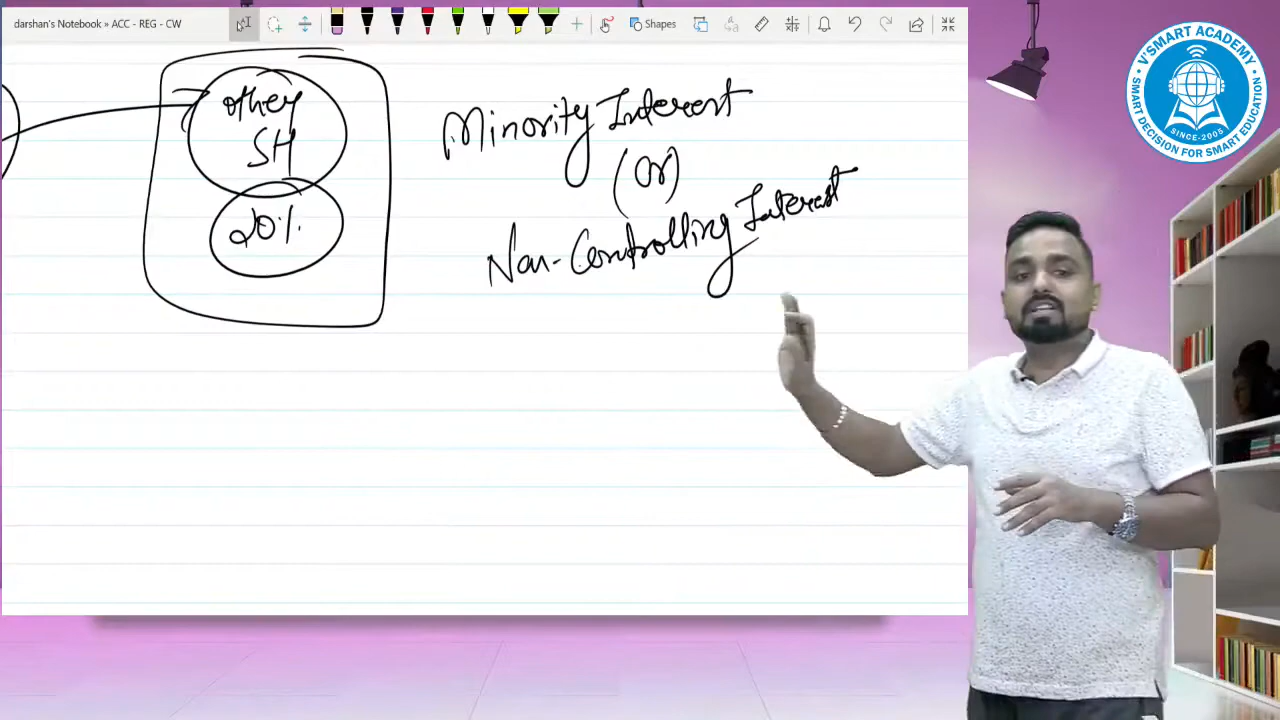 darshan's Notebook » ACC - REG - CW
Shapes
other
SH
20%.
Minority Interest
(or)
Non-Controlling Interest
V'SMART ACADEMY
SINCE-2005
SMART DECISION FOR SMART EDUCATION